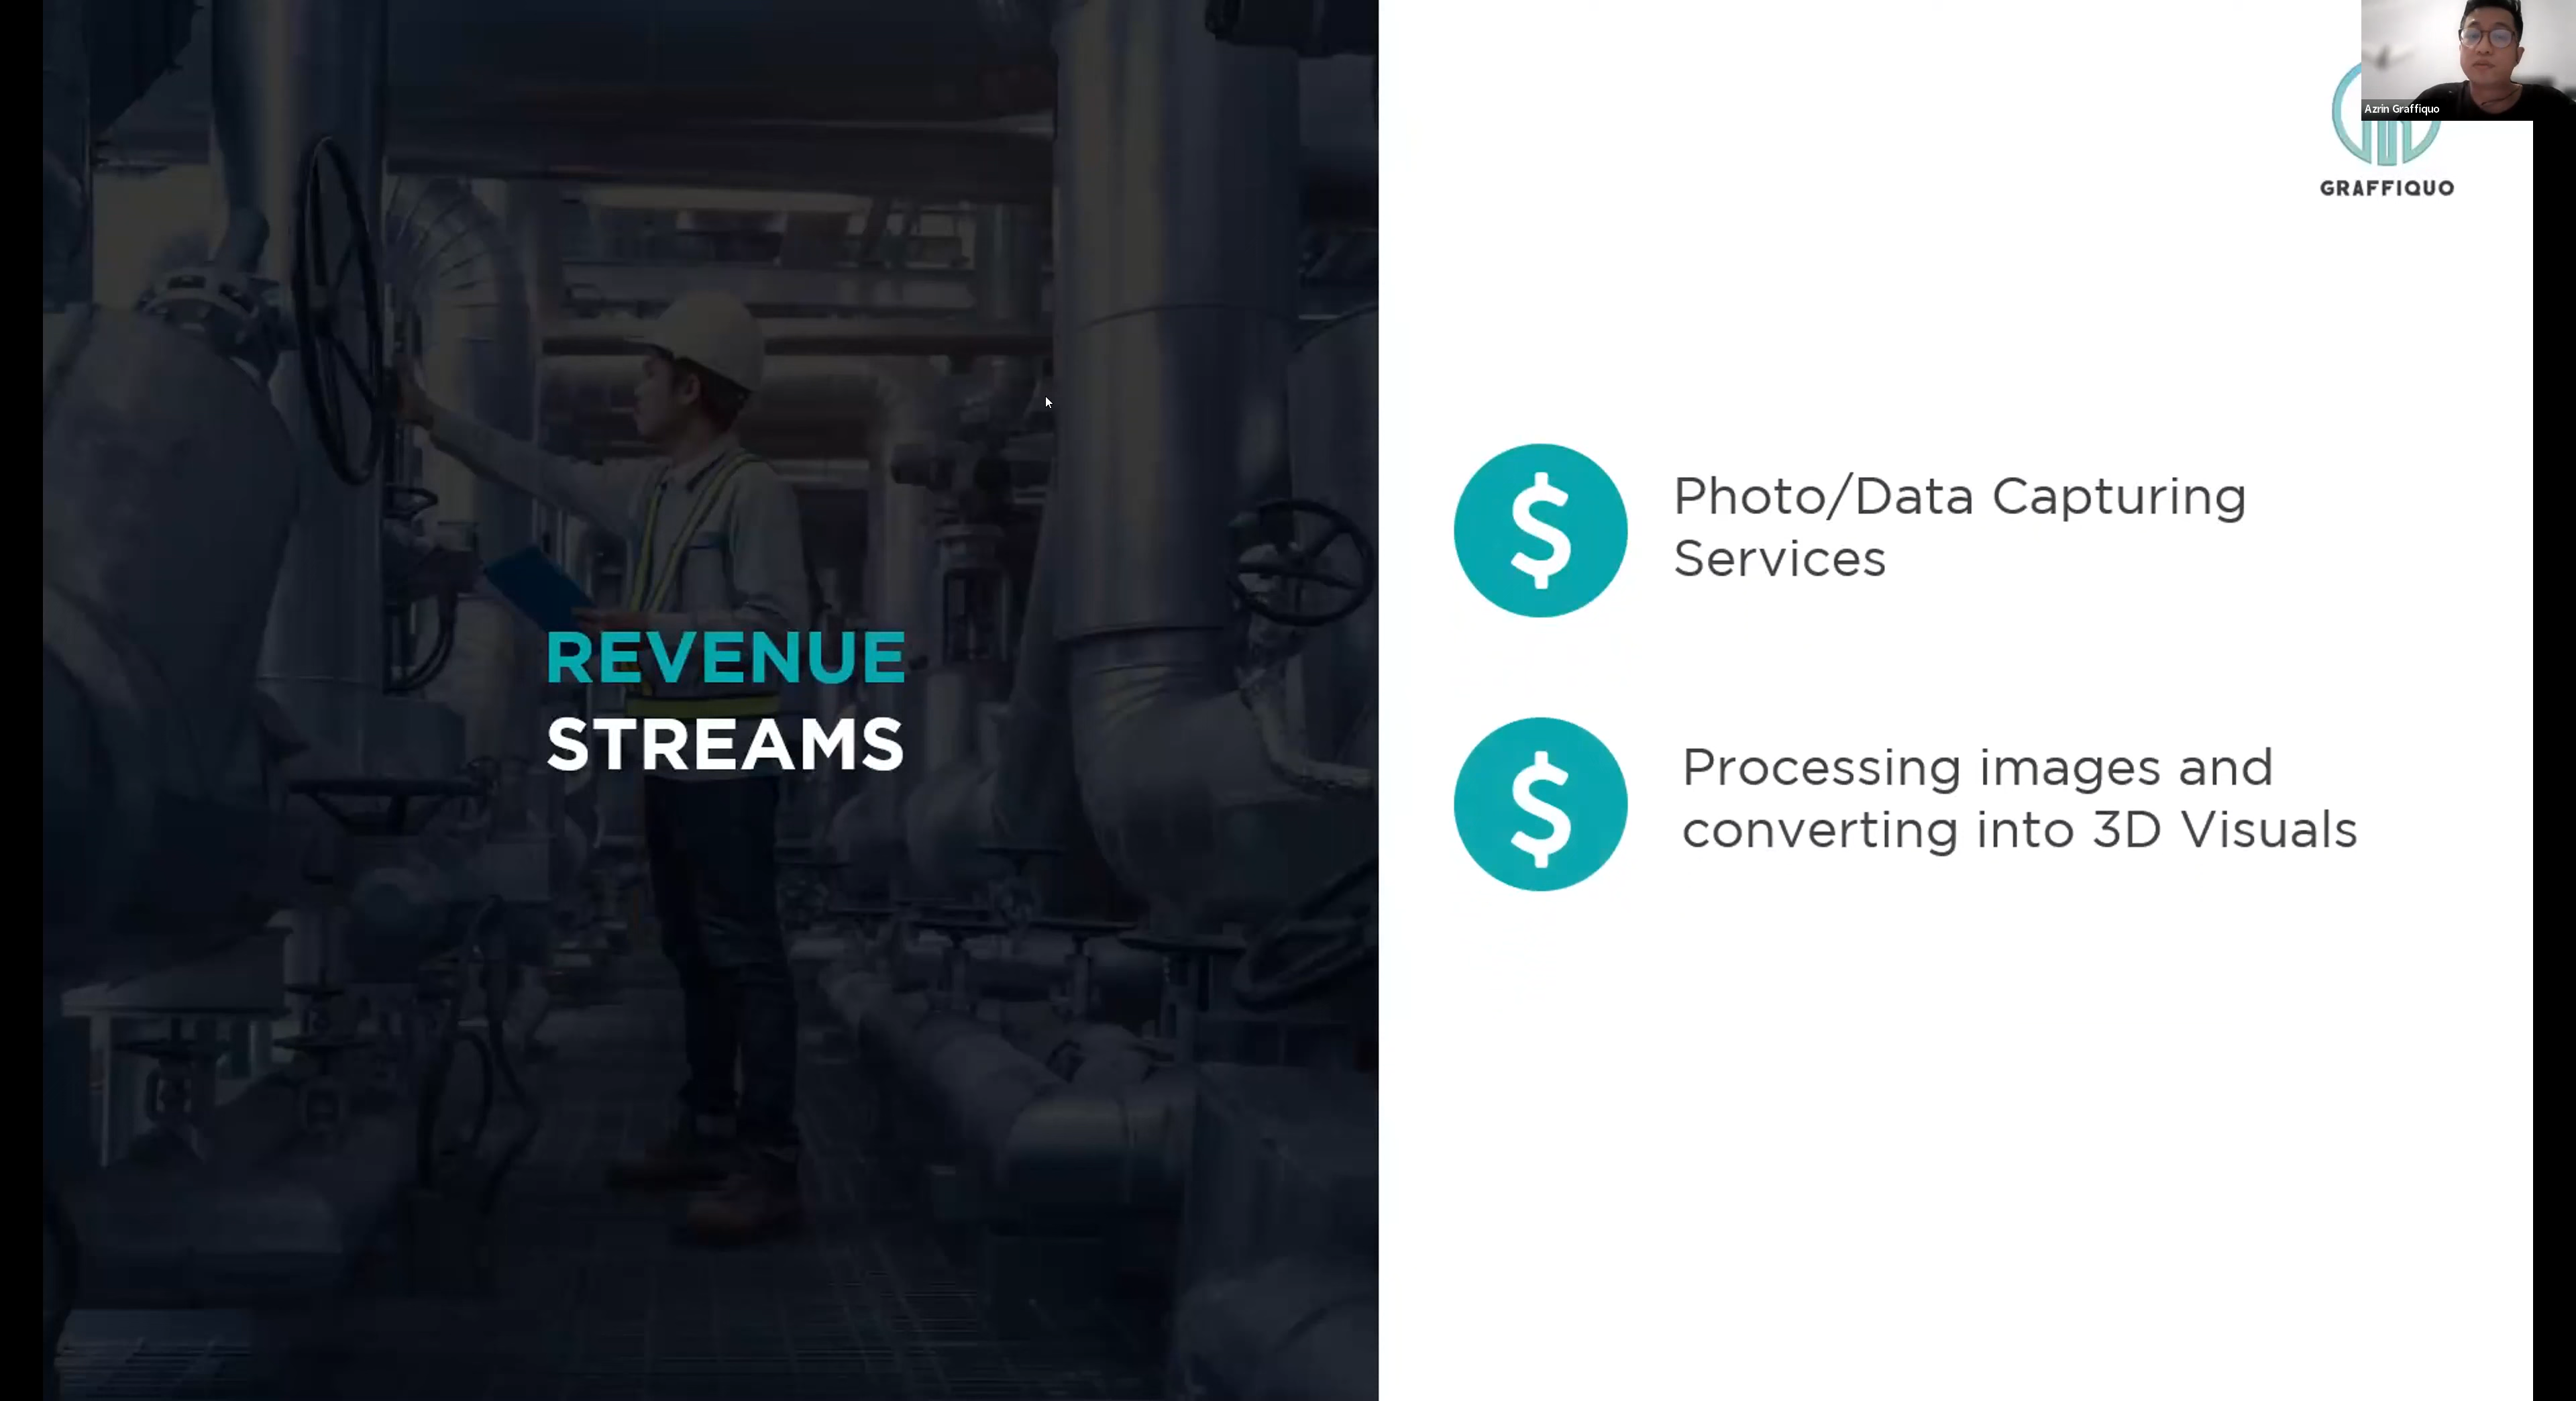 Azrin Graffiquo
GRAFFIQUO
REVENUE
STREAMS
Photo/Data Capturing
Services
Processing images and
converting into 3D Visuals